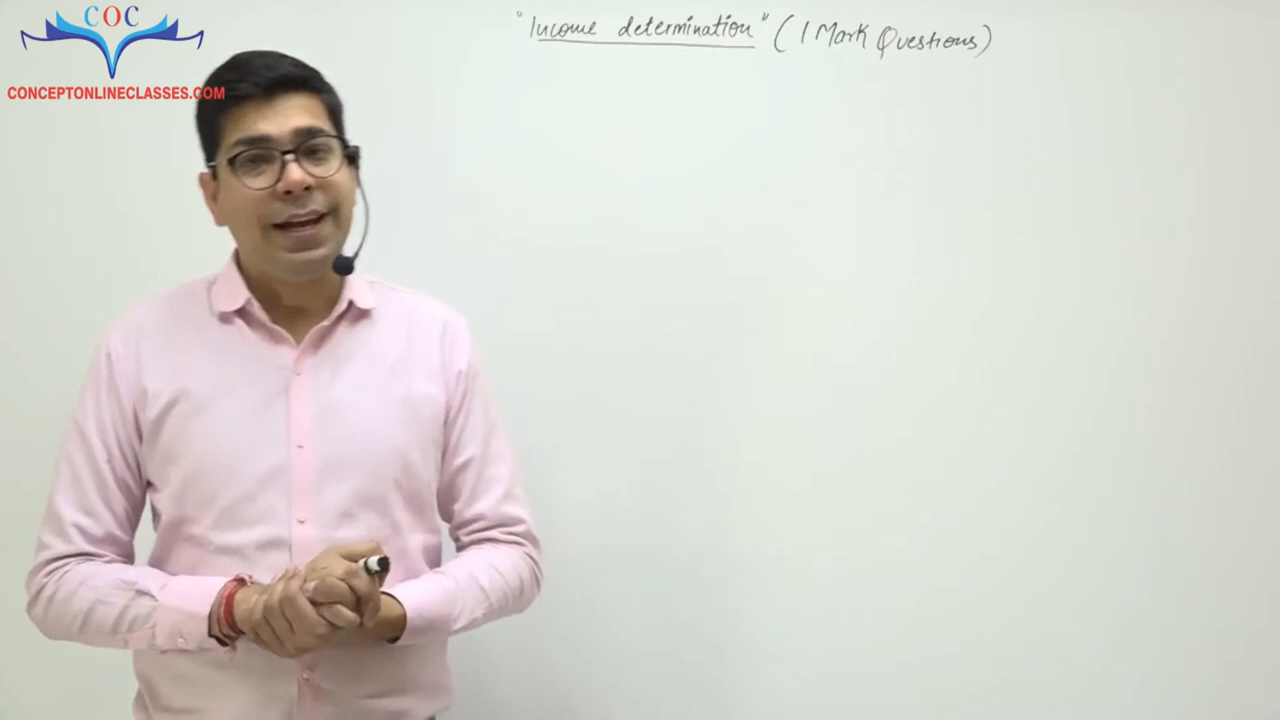 COC
CONCEPTONLINECLASSES.COM
"Income determination" (1 Mark Questions)